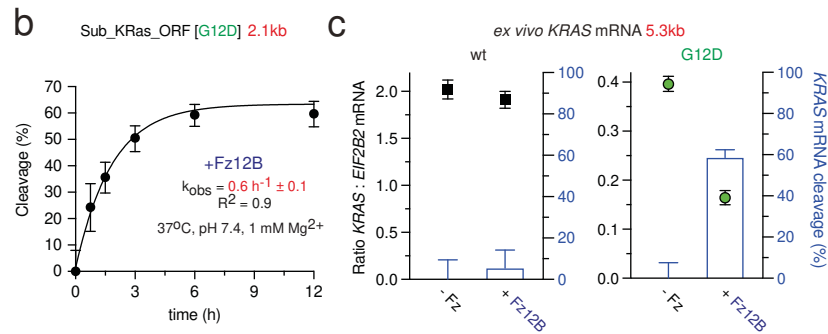 b
Sub_KRas_ORF [G12D] 2.1kb
Cleavage (%)
70
60
50
40
30
20
10
0
+Fz12B
kobs = 0.6 h-1 ± 0.1
R2 = 0.9
37ºC, pH 7.4, 1 mM Mg2+
0 3 6 9 12
time (h)
c
ex vivo KRAS mRNA 5.3kb
wt
Ratio KRAS : EIF2B2 mRNA
2.0
1.5
1.0
0.5
0.0
100
80
60
40
20
0
- Fz
+ Fz12B
G12D
0.4
0.3
0.2
0.1
0.0
100
80
60
40
20
0
KRAS mRNA cleavage (%)
- Fz
+ Fz12B